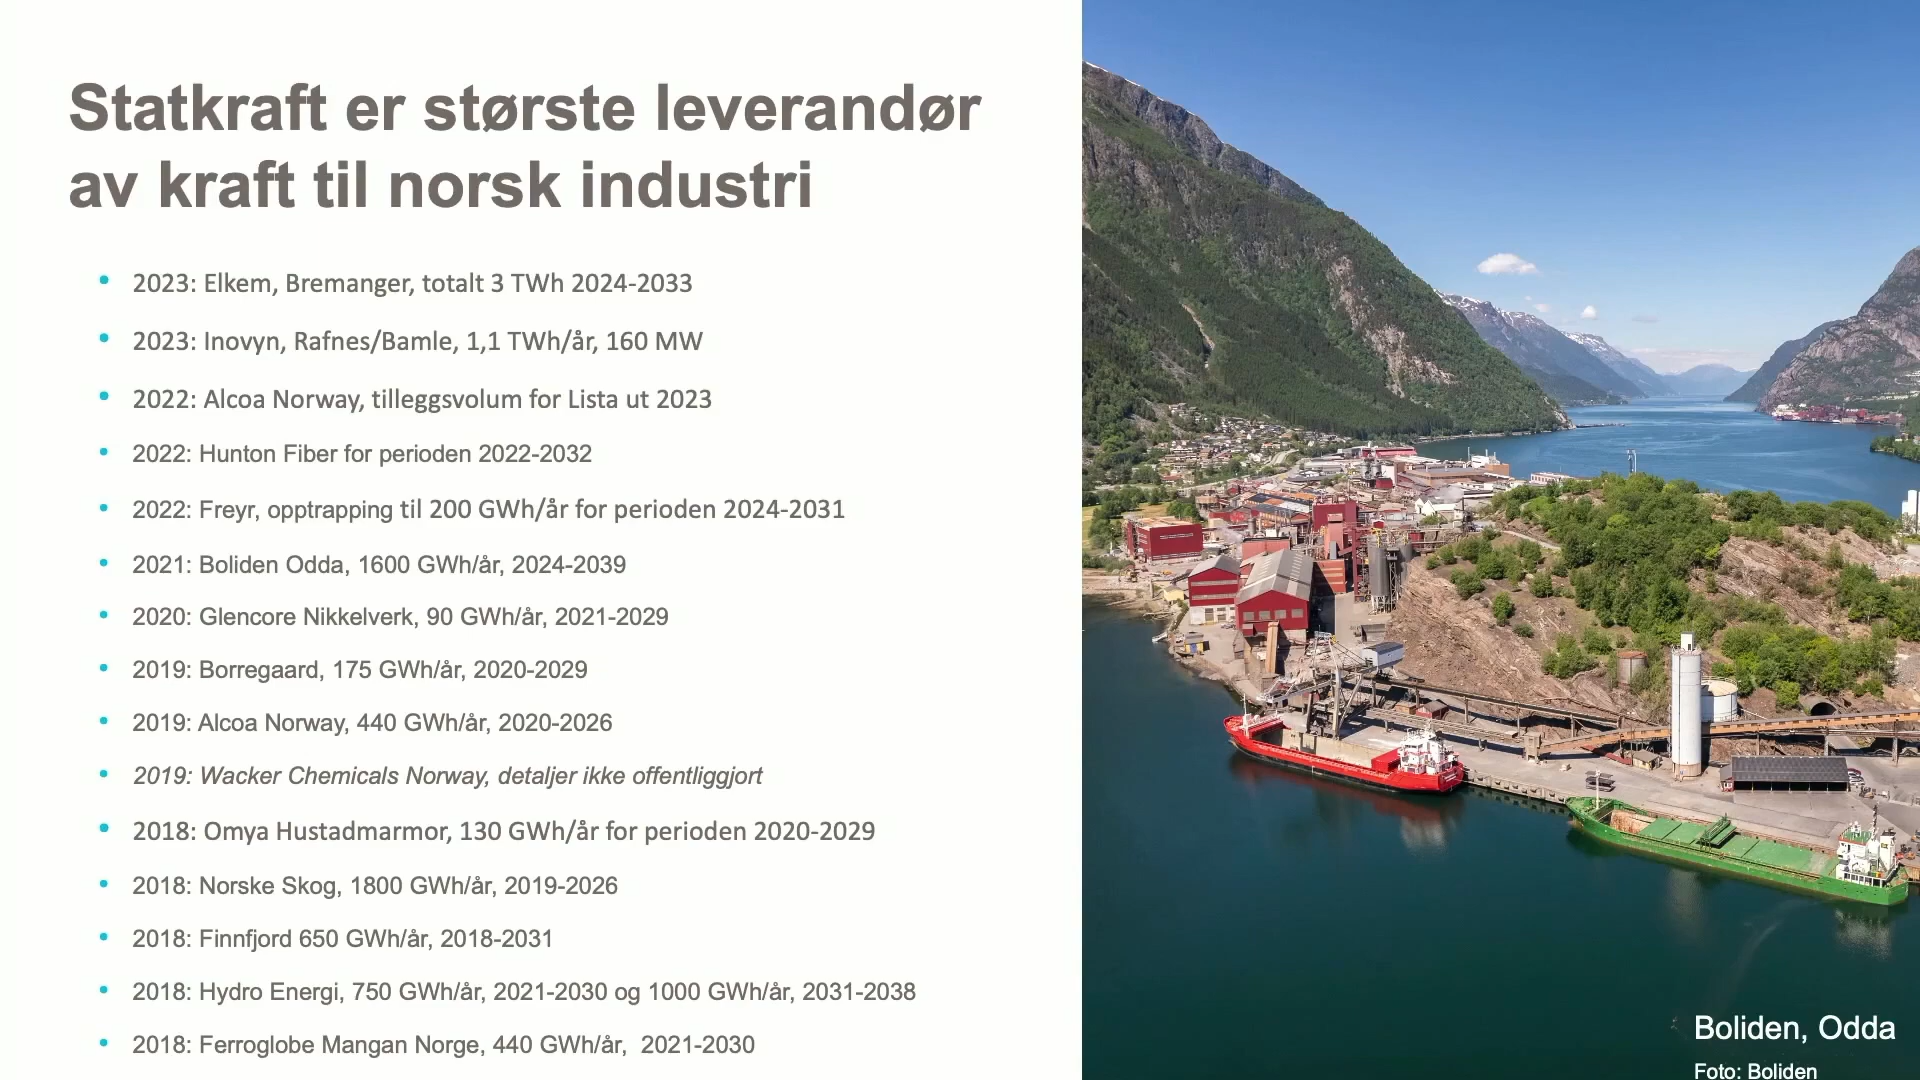 Statkraft er største leverandør
av kraft til norsk industri
• 2023: Elkem, Bremanger, totalt 3 TWh 2024-2033
• 2023: Inovyn, Rafnes/Bamle, 1,1 TWh/år, 160 MW
• 2022: Alcoa Norway, tilleggsvolum for Lista ut 2023
• 2022: Hunton Fiber for perioden 2022-2032
• 2022: Freyr, opptrapping til 200 GWh/år for perioden 2024-2031
• 2021: Boliden Odda, 1600 GWh/år, 2024-2039
• 2020: Glencore Nikkelverk, 90 GWh/år, 2021-2029
• 2019: Borregaard, 175 GWh/år, 2020-2029
• 2019: Alcoa Norway, 440 GWh/år, 2020-2026
• 2019: Wacker Chemicals Norway, detaljer ikke offentliggjort
• 2018: Omya Hustadmarmor, 130 GWh/år for perioden 2020-2029
• 2018: Norske Skog, 1800 GWh/år, 2019-2026
• 2018: Finnfjord 650 GWh/år, 2018-2031
• 2018: Hydro Energi, 750 GWh/år, 2021-2030 og 1000 GWh/år, 2031-2038
• 2018: Ferroglobe Mangan Norge, 440 GWh/år, 2021-2030
Boliden, Odda
Foto: Boliden